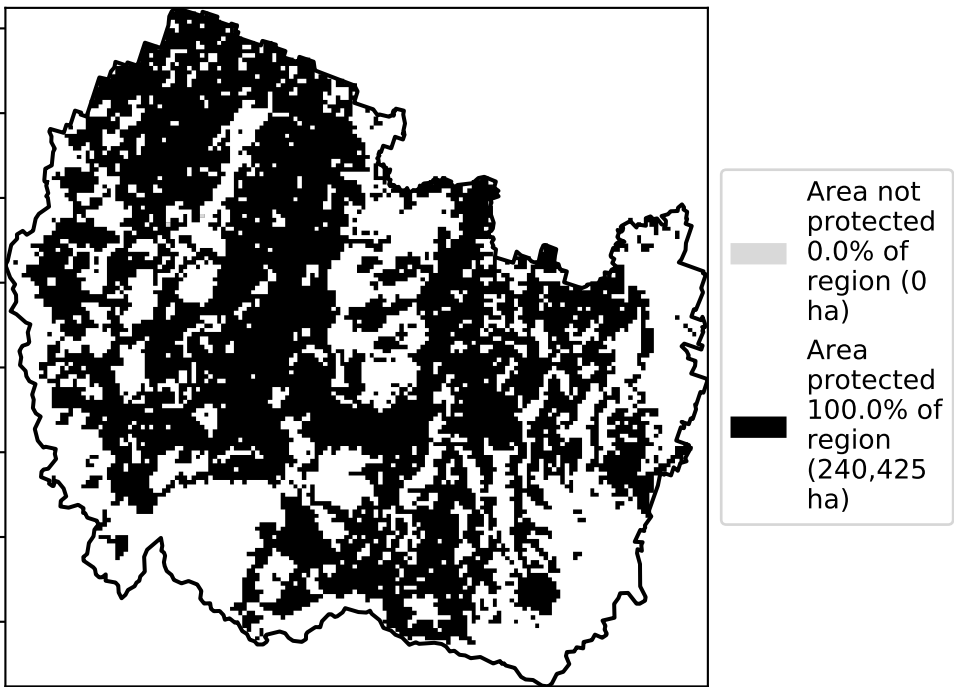 Area not
protected
0.0% of
region (0
ha)
Area
protected
100.0% of
region
(240,425
ha)